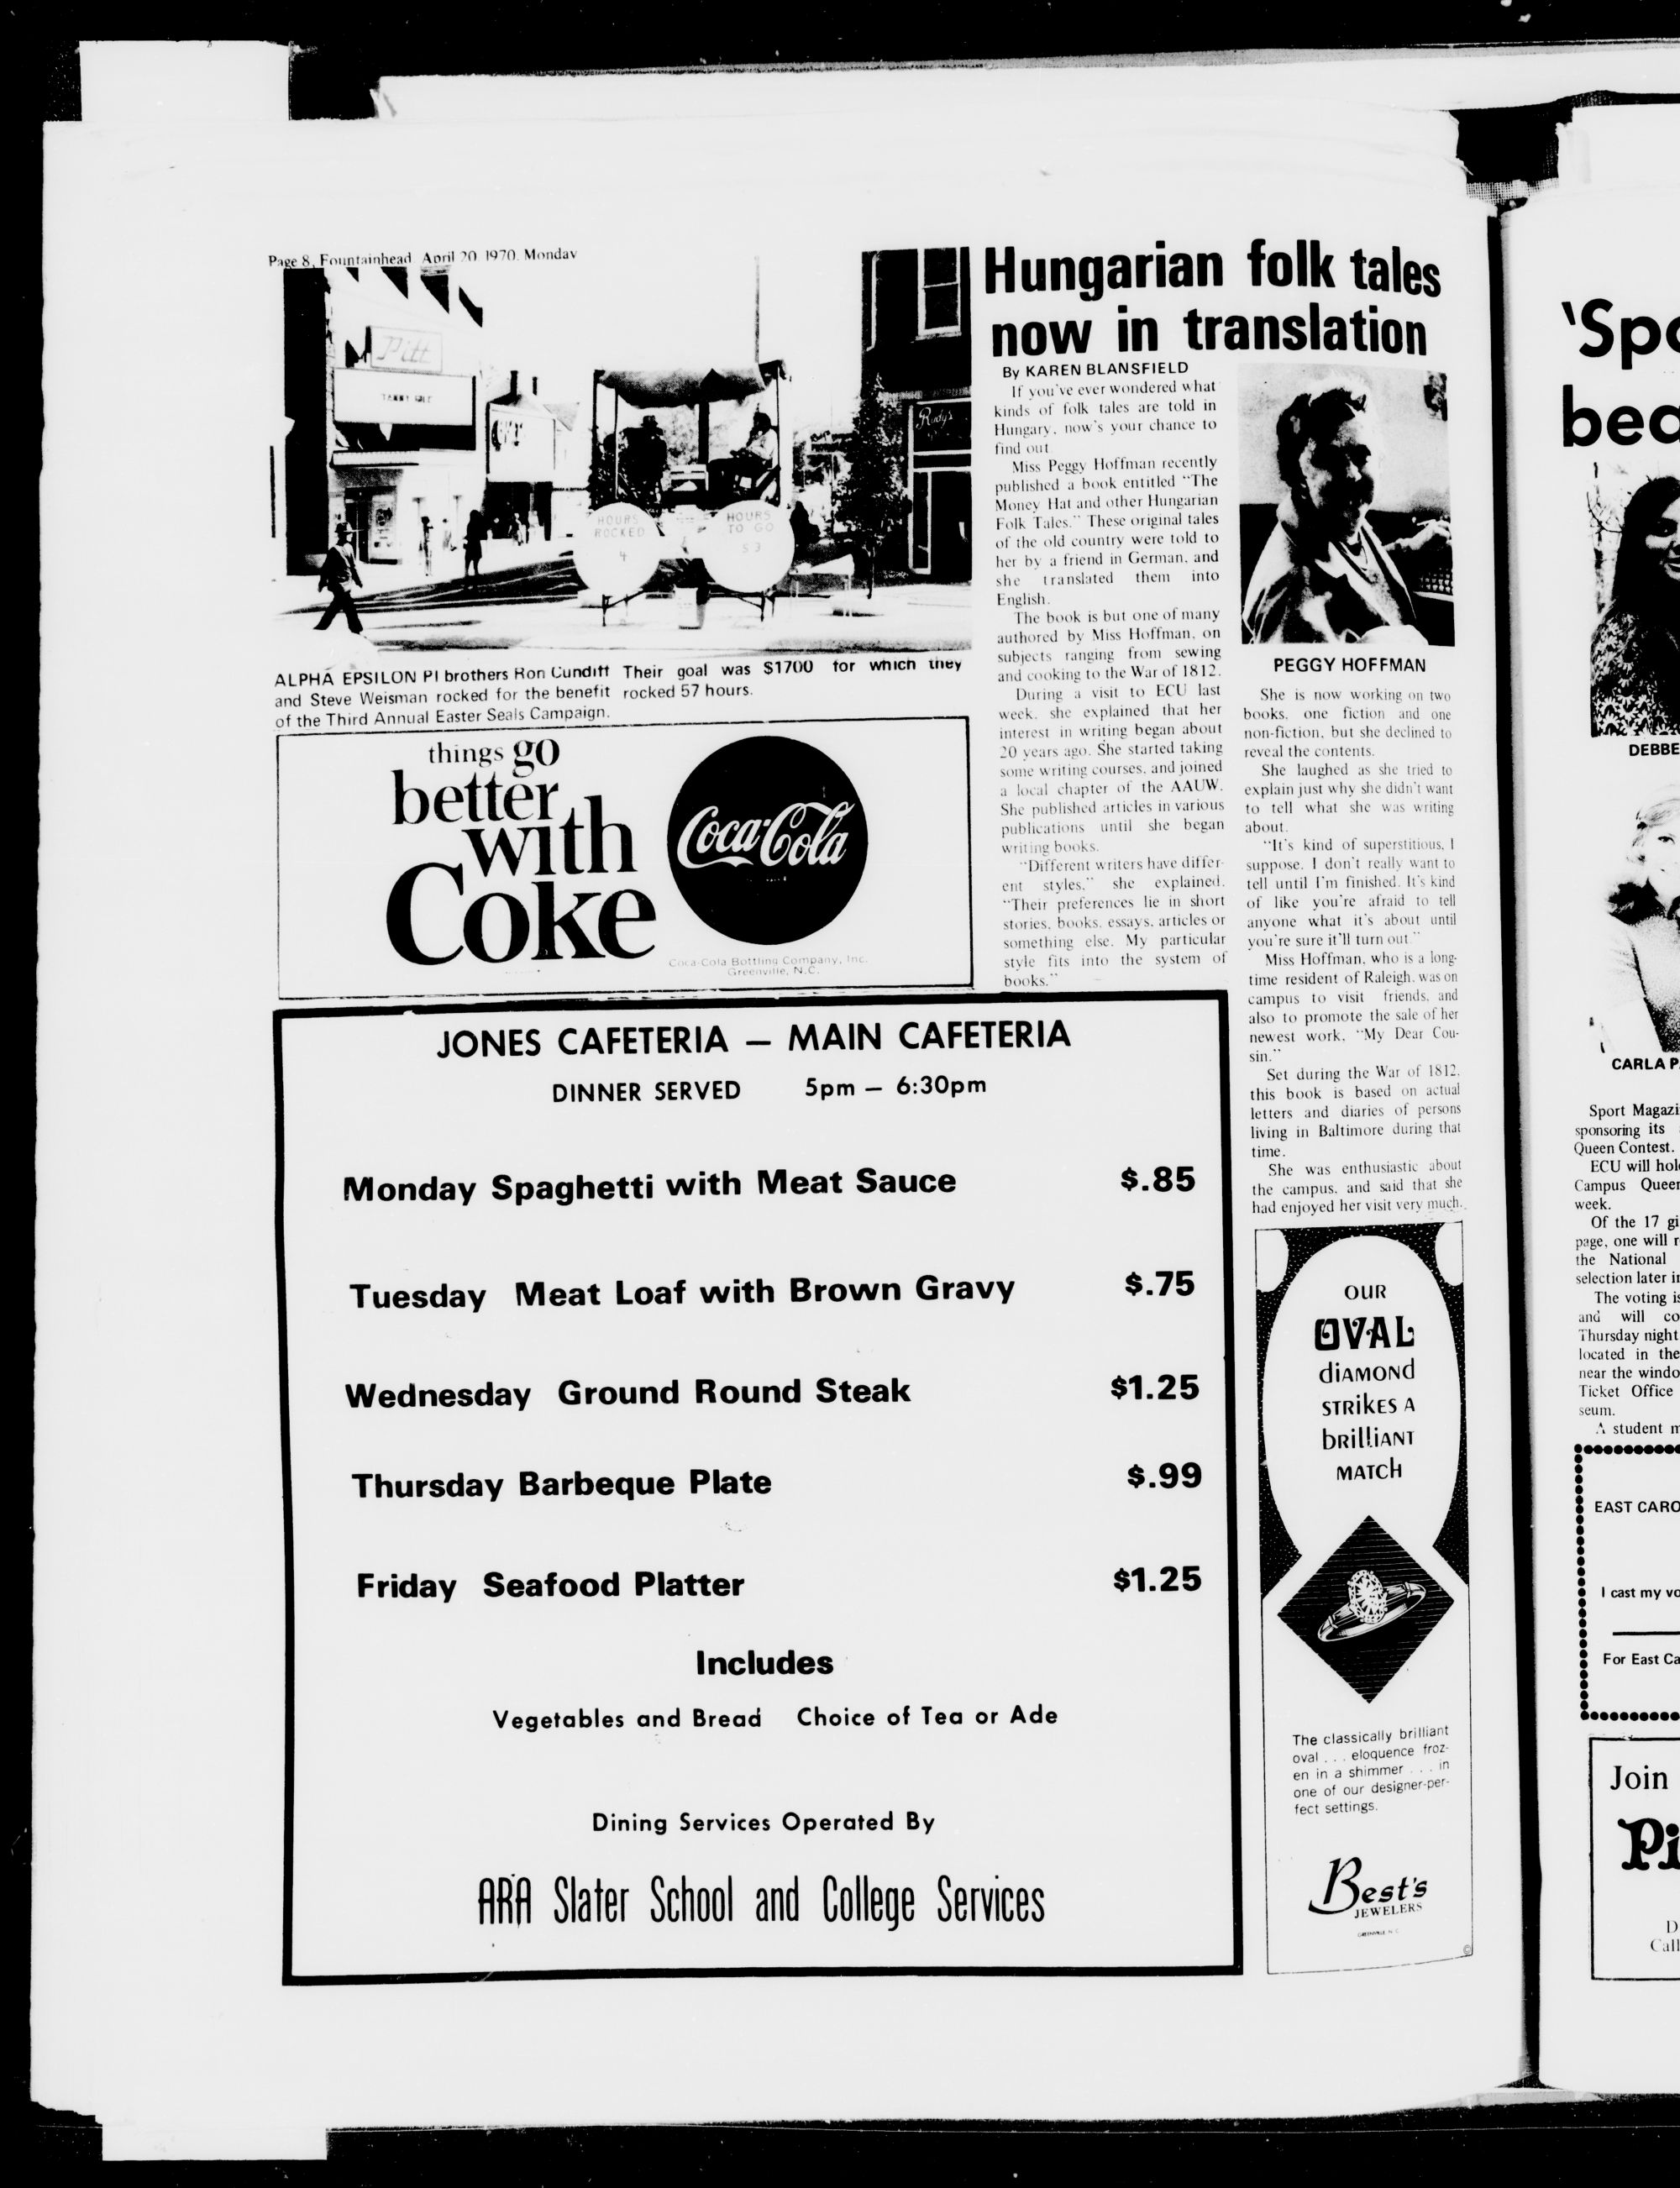 Page 8, Fountainhead, April 20, 1970, Monday
Pitt
Rudy's
HOURS
ROCKED
4
HOURS
TO GO
53
ALPHA EPSILON PI brothers Ron Cunditt
and Steve Weisman rocked for the benefit
of the Third Annual Easter Seals Campaign.
Their goal was $1700 for which they
rocked 57 hours.
things go
better
with
Coke
Coca-Cola
Coca-Cola Bottling Company, Inc.
Greenville, N.C.
Hungarian folk tales
now in translation
By KAREN BLANSFIELD
If you've ever wondered what
kinds of folk tales are told in
Hungary, now's your chance to
find out.
Miss Peggy Hoffman recently
published a book entitled "The
Money Hat and other Hungarian
Folk Tales." These original tales
of the old country were told to
her by a friend in German, and
she translated them into
English.
The book is but one of many
authored by Miss Hoffman, on
subjects ranging from sewing
and cooking to the War of 1812.
During a visit to ECU last
week, she explained that her
interest in writing began about
20 years ago. She started taking
some writing courses, and joined
a local chapter of the AAUW.
She published articles in various
publications until she began
writing books.
"Different writers have differ-
ent styles," she explained.
"Their preferences lie in short
stories, books, essays, articles or
something else. My particular
style fits into the system of
books."
PEGGY HOFFMAN
She is now working on two
books, one fiction and one
non-fiction, but she declined to
reveal the contents.
She laughed as she tried to
explain just why she didn't want
to tell what she was writing
about.
"It's kind of superstitious, I
suppose. I don't really want to
tell until I'm finished. It's kind
of like you're afraid to tell
anyone what it's about until
you're sure it'll turn out."
Miss Hoffman, who is a long-
time resident of Raleigh, was on
campus to visit friends, and
also to promote the sale of her
newest work, "My Dear Cou-
sin."
Set during the War of 1812,
this book is based on actual
letters and diaries of persons
living in Baltimore during that
time.
She was enthusiastic about
the campus, and said that she
had enjoyed her visit very much.
JONES CAFETERIA — MAIN CAFETERIA
DINNER SERVED 5pm — 6:30pm
Monday Spaghetti with Meat Sauce $.85
Tuesday Meat Loaf with Brown Gravy $.75
Wednesday Ground Round Steak $1.25
Thursday Barbeque Plate $.99
Friday Seafood Platter $1.25
Includes
Vegetables and Bread Choice of Tea or Ade
Dining Services Operated By
ARA Slater School and College Services
OUR
OVAL
diAMONd
STRikES A
bRilliANT
MATCh
The classically brilliant
oval . . . eloquence froz-
en in a shimmer . . . in
one of our designer-per-
fect settings.
Best's
JEWELERS
GREENVILLE, N.C.
©
'Spo
bea
DEBBE
CARLA P
Sport Magazi
sponsoring its
Queen Contest.
ECU will hol
Campus Queen
week.
Of the 17 gi
page, one will r
the National
selection later in
The voting is
and will co
Thursday night
located in the
near the windo
Ticket Office
seum.
A student m
EAST CARO
I cast my vo
For East Ca
Join
Pi
D
Call